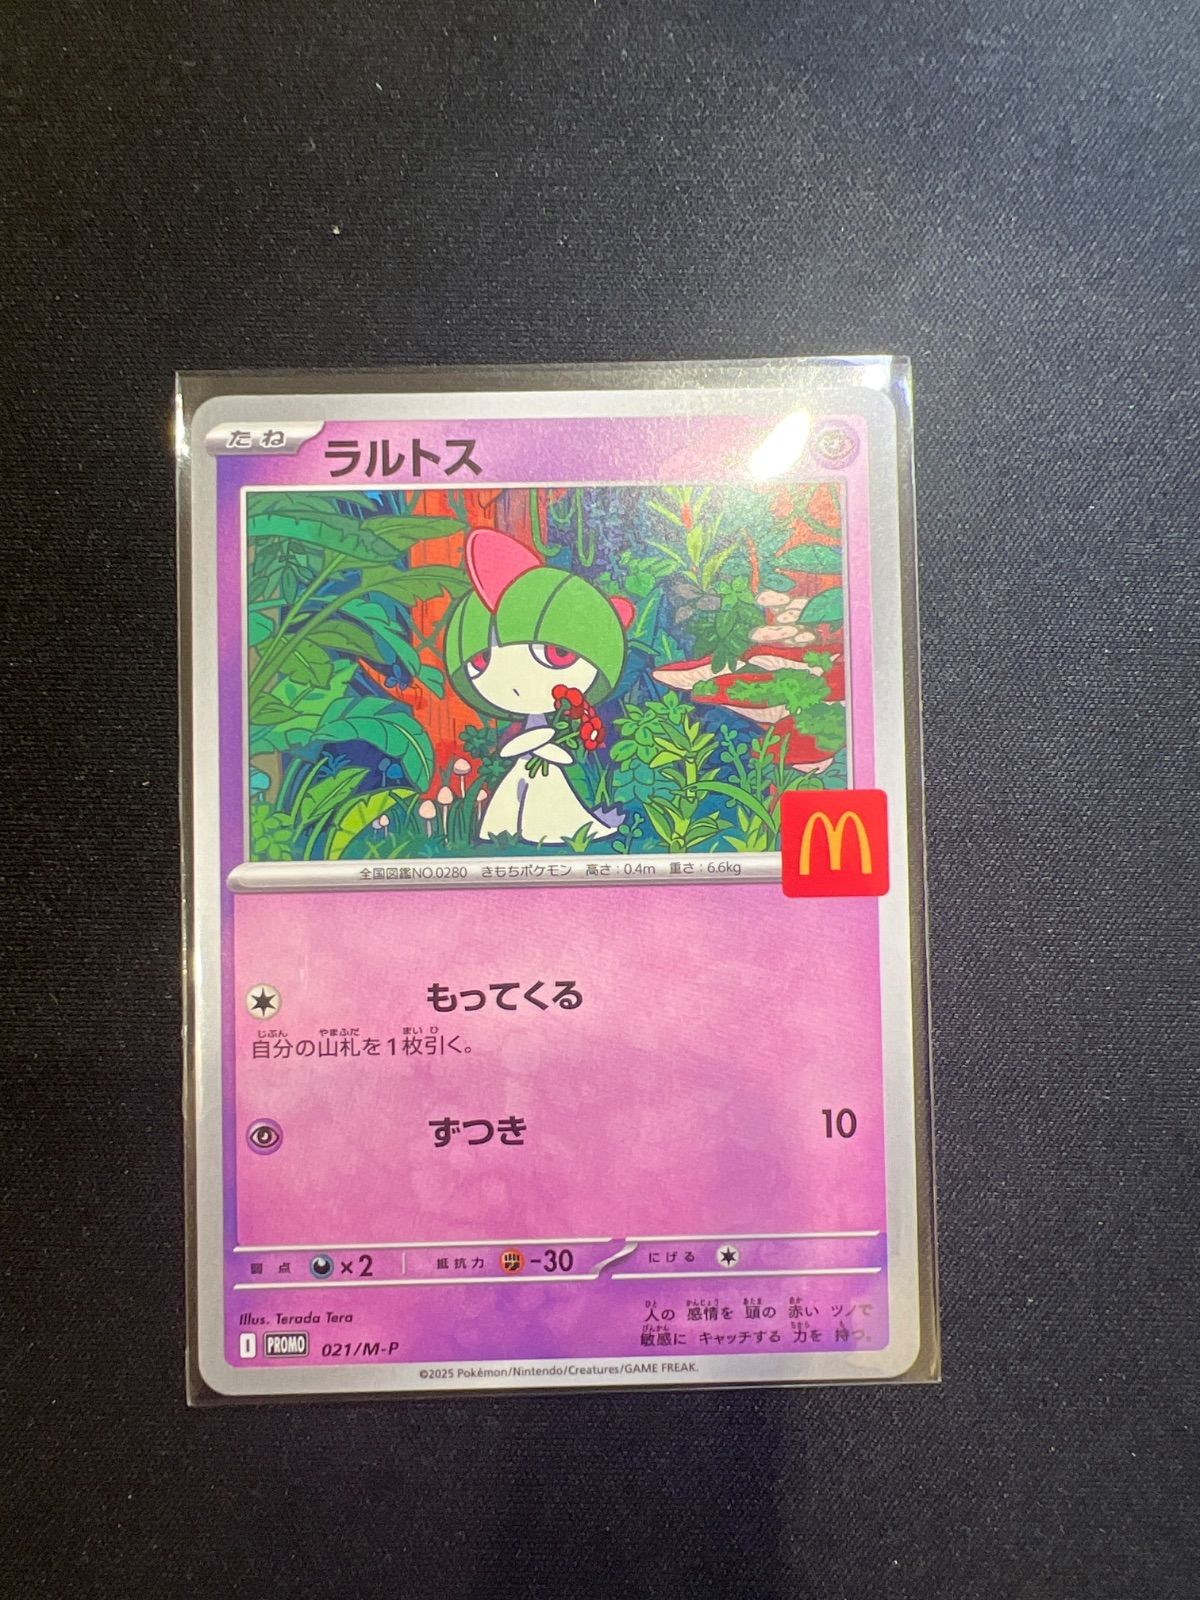 たね
ラルトス
M
全国図鑑NO.0280 きもちポケモン 高さ:0.4m 重さ:6.6kg
もってくる
自分の山札を1枚引く。
ずつき 10
弱点 ×2 抵抗力 -30 にげる
Illus. Terada Tera
人の 感情を 頭の 赤い ツノで
敏感に キャッチする 力を 持つ。
I PROMO 021/M-P
©2025 Pokémon/Nintendo/Creatures/GAME FREAK.